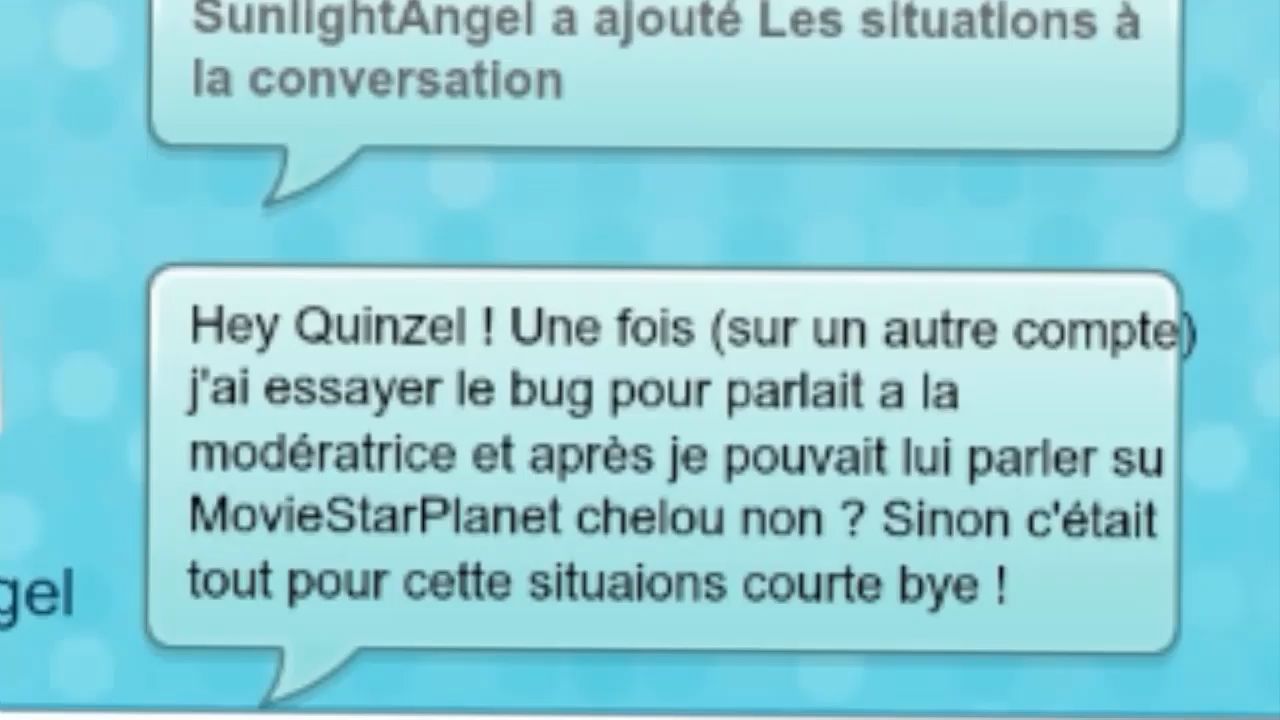 SunlightAngel a ajouté Les situations à
la conversation
Hey Quinzel ! Une fois (sur un autre compte)
j'ai essayer le bug pour parlait a la
modératrice et après je pouvait lui parler su
MovieStarPlanet chelou non ? Sinon c'était
tout pour cette situaions courte bye !
gel